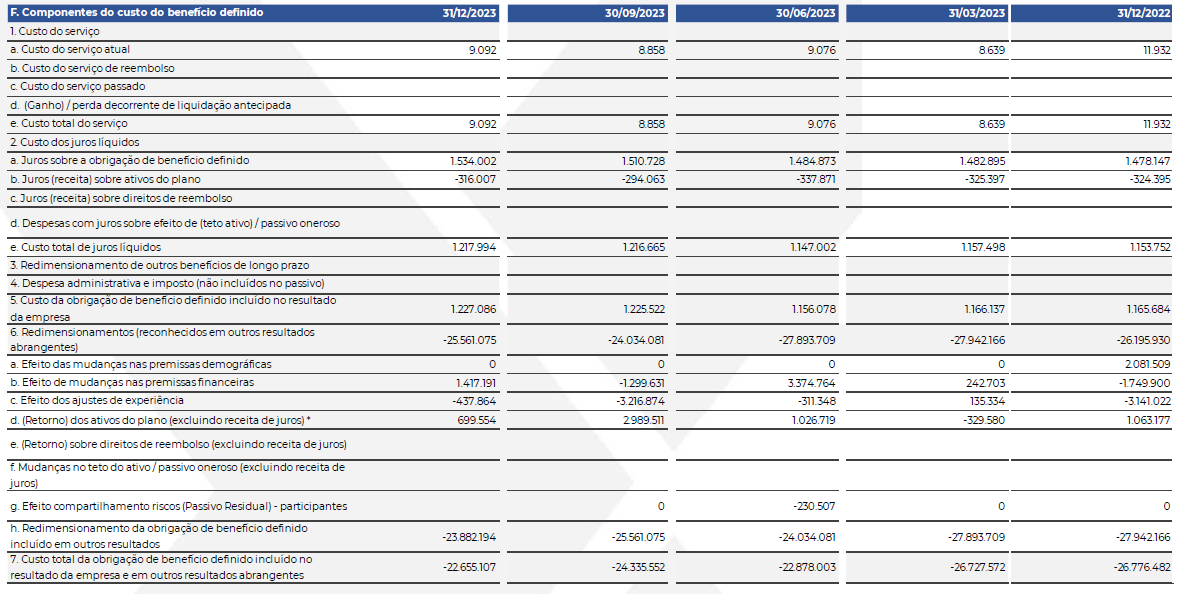 F. Componentes do custo do benefício definido 31/12/2023 30/09/2023 30/06/2023 31/03/2023 31/12/2022
1. Custo do serviço
a. Custo do serviço atual 9.092 8.858 9.076 8.639 11.932
b. Custo do serviço de reembolso
c. Custo do serviço passado
d. (Ganho) / perda decorrente de liquidação antecipada
e. Custo total do serviço 9.092 8.858 9.076 8.639 11.932
2. Custo dos juros líquidos
a. Juros sobre a obrigação de benefício definido 1.534.002 1.510.728 1.484.873 1.482.895 1.478.147
b. Juros (receita) sobre ativos do plano -316.007 -294.063 -337.871 -325.397 -324.395
c. Juros (receita) sobre direitos de reembolso
d. Despesas com juros sobre efeito de (teto ativo) / passivo oneroso
e. Custo total de juros líquidos 1.217.994 1.216.665 1.147.002 1.157.498 1.153.752
3. Redimensionamento de outros benefícios de longo prazo
4. Despesa administrativa e imposto (não incluídos no passivo)
5. Custo da obrigação de benefício definido incluído no resultado
da empresa 1.227.086 1.225.522 1.156.078 1.166.137 1.165.684
6. Redimensionamentos (reconhecidos em outros resultados
abrangentes) -25.561.075 -24.034.081 -27.893.709 -27.942.166 -26.195.930
a. Efeito das mudanças nas premissas demográficas 0 0 0 0 2.081.509
b. Efeito de mudanças nas premissas financeiras 1.417.191 -1.299.631 3.374.764 242.703 -1.749.900
c. Efeito dos ajustes de experiência -437.864 -3.216.874 -311.348 135.334 -3.141.022
d. (Retorno) dos ativos do plano (excluindo receita de juros) * 699.554 2.989.511 1.026.719 -329.580 1.063.177
e. (Retorno) sobre direitos de reembolso (excluindo receita de juros)
f. Mudanças no teto do ativo / passivo oneroso (excluindo receita de
juros)
g. Efeito compartilhamento riscos (Passivo Residual) - participantes 0 -230.507 0 0
h. Redimensionamento da obrigação de benefício definido
incluído em outros resultados -23.882.194 -25.561.075 -24.034.081 -27.893.709 -27.942.166
7. Custo total da obrigação de benefício definido incluído no
resultado da empresa e em outros resultados abrangentes -22.655.107 -24.335.552 -22.878.003 -26.727.572 -26.776.482